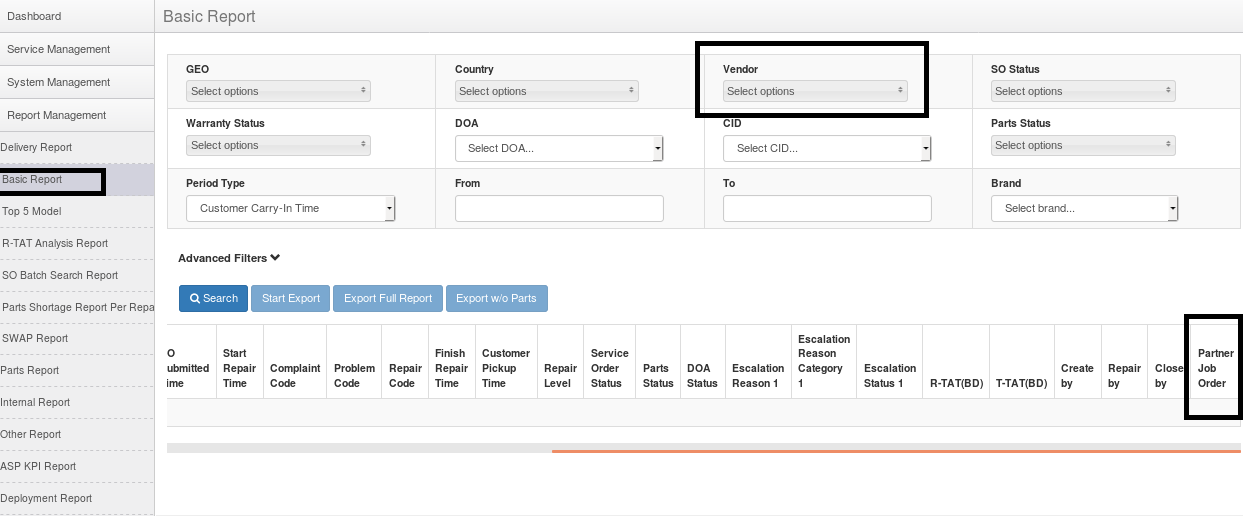 Dashboard
Service Management
System Management
Report Management
Delivery Report
Basic Report
Top 5 Model
R-TAT Analysis Report
SO Batch Search Report
Parts Shortage Report Per Repa
SWAP Report
Parts Report
Internal Report
Other Report
ASP KPI Report
Deployment Report
Basic Report
GEO
Select options
Country
Select options
Vendor
Select options
SO Status
Select options
Warranty Status
Select options
DOA
Select DOA...
CID
Select CID...
Parts Status
Select options
Period Type
Customer Carry-In Time
From
To
Brand
Select brand...
Advanced Filters
Search
Start Export
Export Full Report
Export w/o Parts
O
ubmitted
ime
Start
Repair
Time
Complaint
Code
Problem
Code
Repair
Code
Finish
Repair
Time
Customer
Pickup
Time
Repair
Level
Service
Order
Status
Parts
Status
DOA
Status
Escalation
Reason 1
Escalation
Reason
Category
1
Escalation
Status 1
R-TAT(BD)
T-TAT(BD)
Create
by
Repair
by
Close
by
Partner
Job
Order